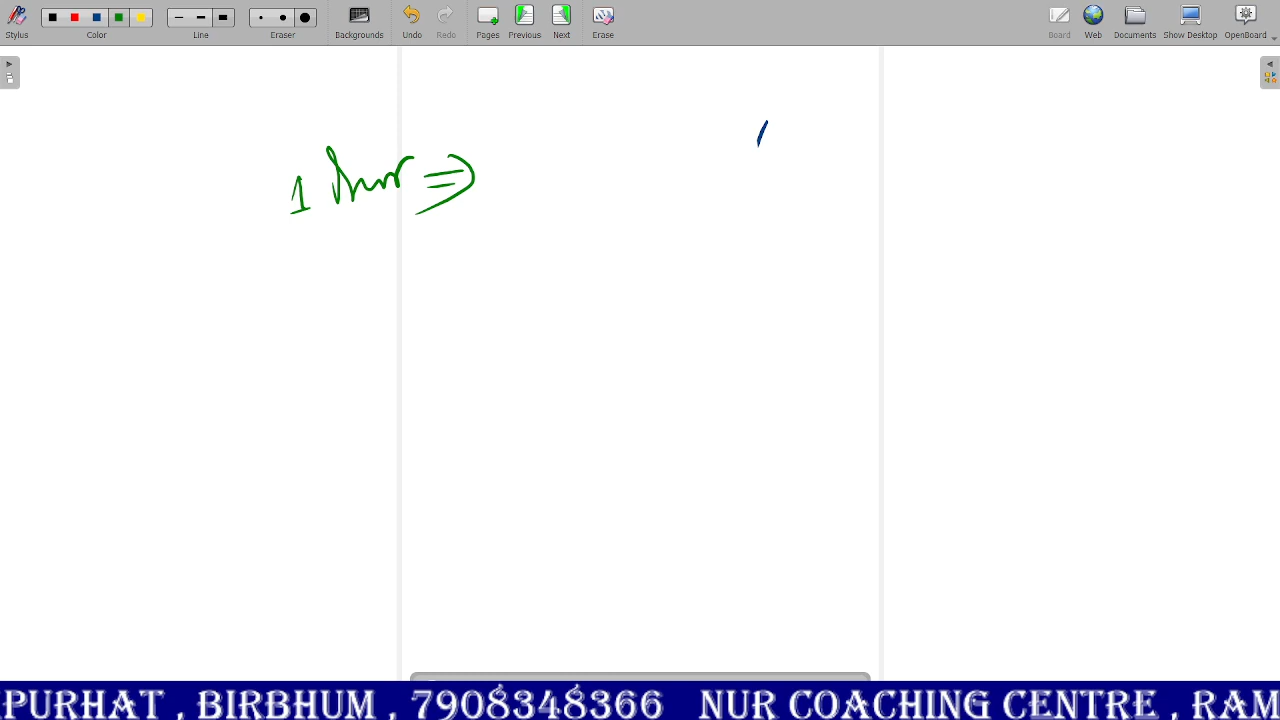 Stylus Color Line Eraser Backgrounds Undo Redo Pages Previous Next Erase Board Web Documents Show Desktop OpenBoard
1 hour ⇒
PURHAT , BIRBHUM , 7908348366 NUR COACHING CENTRE , RAM